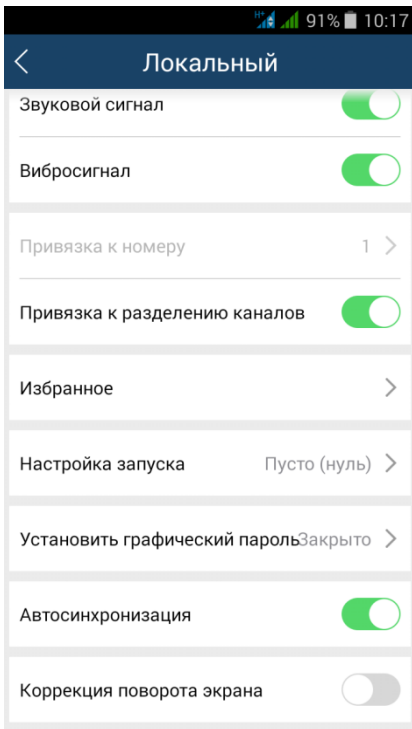 H+ 91% 10:17
Локальный
Звуковой сигнал
Вибросигнал
Привязка к номеру 1
Привязка к разделению каналов
Избранное
Настройка запуска Пусто (нуль)
Установить графический пароль Закрыто
Автосинхронизация
Коррекция поворота экрана